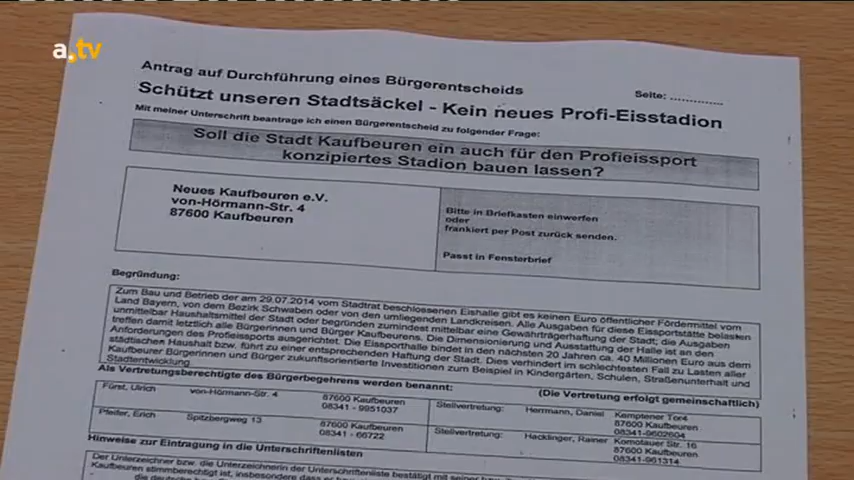 a.tv
Antrag auf Durchführung eines Bürgerentscheids
Seite: ..............
Schützt unseren Stadtsäckel - Kein neues Profi-Eisstadion
Mit meiner Unterschrift beantrage ich einen Bürgerentscheid zu folgender Frage:
Soll die Stadt Kaufbeuren ein auch für den Profieissport
konzipiertes Stadion bauen lassen?
Neues Kaufbeuren e.V.
von-Hörmann-Str. 4
87600 Kaufbeuren
Bitte in Briefkasten einwerfen
oder
frankiert per Post zurück senden.
Passt in Fensterbrief
Begründung:
Zum Bau und Betrieb der am 29.07.2014 vom Stadtrat beschlossenen Eishalle gibt es keinen Euro öffentlicher Fördermittel vom
Land Bayern, von dem Bezirk Schwaben oder von den umliegenden Landkreisen. Alle Ausgaben für diese Eissportstätte belasten
unmittelbar Haushaltsmittel der Stadt oder begründen zumindest mittelbar eine Gewährträgerhaftung der Stadt; die Ausgaben
treffen damit letztlich alle Bürgerinnen und Bürger Kaufbeurens. Die Dimensionierung und Ausstattung der Halle ist an den
Anforderungen des Profieissports ausgerichtet. Die Eissporthalle bindet in den nächsten 20 Jahren ca. 40 Millionen Euro aus dem
städtischen Haushalt bzw. führt zu einer entsprechenden Haftung der Stadt. Dies verhindert im schlechtesten Fall zu Lasten aller
Kaufbeurer Bürgerinnen und Bürger zukunftsorientierte Investitionen zum Beispiel in Kindergärten, Schulen, Straßenunterhalt und
Stadtentwicklung
Als Vertretungsberechtigte des Bürgerbegehrens werden benannt:
(Die Vertretung erfolgt gemeinschaftlich)
Fürst, Ulrich von-Hörmann-Str. 4 87600 Kaufbeuren
08341 - 9951037
Stellvertretung: Herrmann, Daniel Kemptener Tor4
87600 Kaufbeuren
08341-9602604
Pfeifer, Erich Spitzbergweg 13 87600 Kaufbeuren
08341 - 66722
Stellvertretung: Hecklinger, Rainer Komotauer Str. 16
87600 Kaufbeuren
08341-961314
Hinweise zur Eintragung in die Unterschriftenlisten
Der Unterzeichner bzw. die Unterzeichnerin der Unterschriftenliste bestätigt mit seiner bzw.
Kaufbeuren stimmberechtigt ist, insbesondere dass er